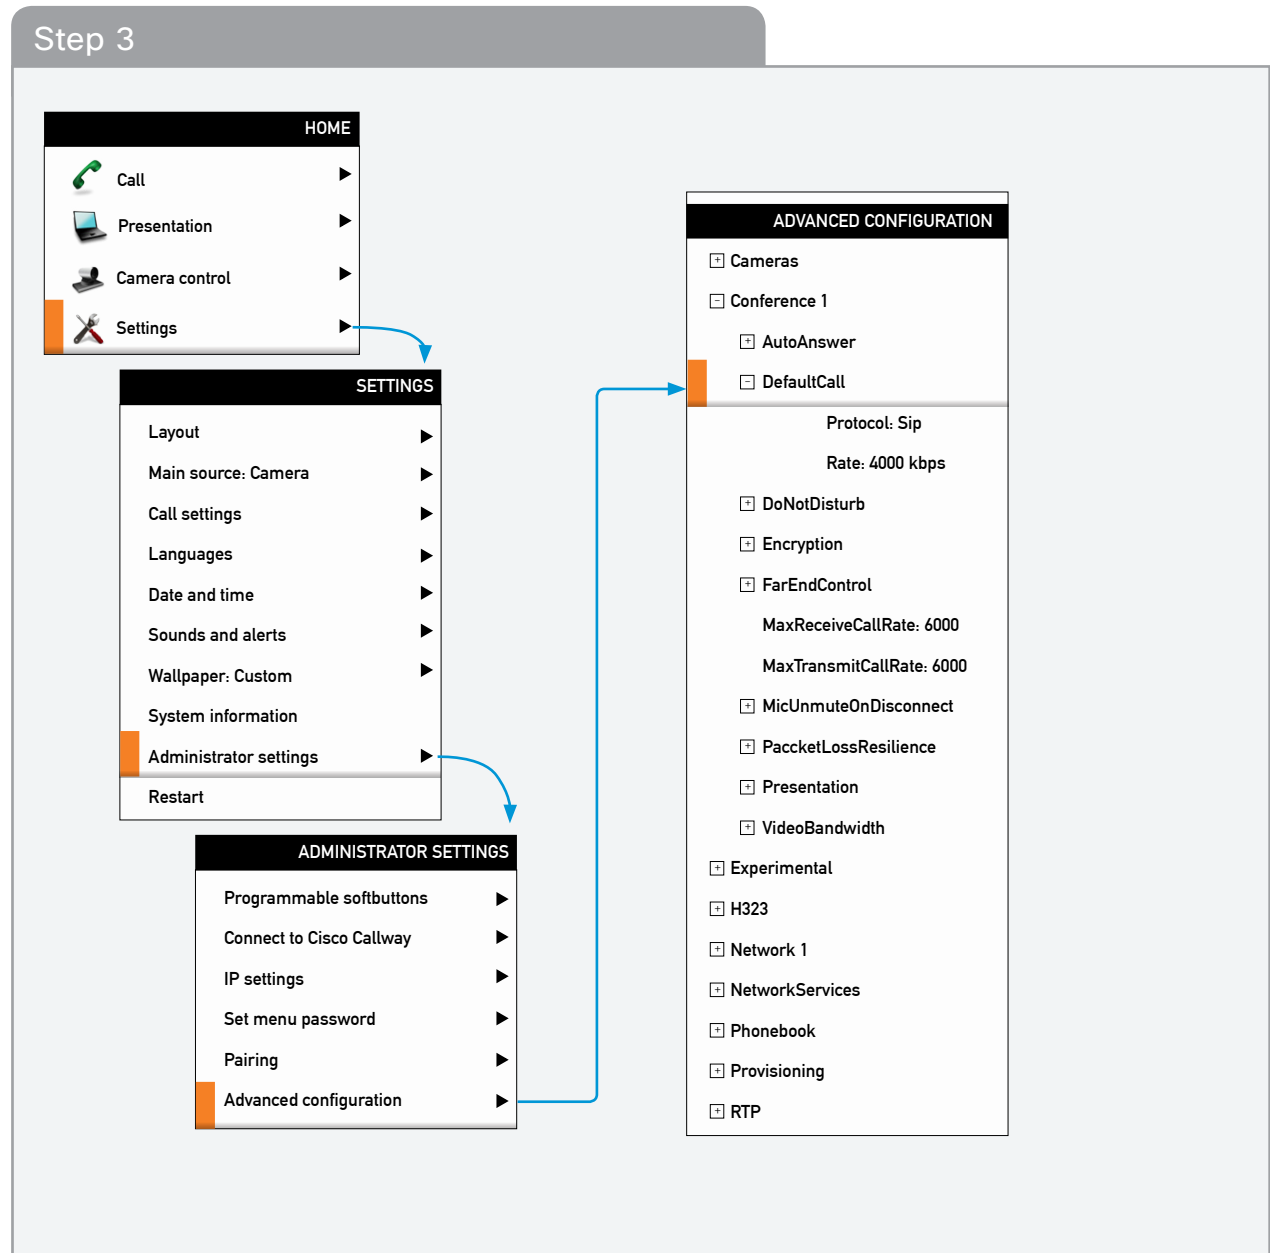 Step 3
HOME
Call
Presentation
Camera control
Settings
SETTINGS
Layout
Main source: Camera
Call settings
Languages
Date and time
Sounds and alerts
Wallpaper: Custom
System information
Administrator settings
Restart
ADMINISTRATOR SETTINGS
Programmable softbuttons
Connect to Cisco Callway
IP settings
Set menu password
Pairing
Advanced configuration
ADVANCED CONFIGURATION
Cameras
Conference 1
AutoAnswer
DefaultCall
Protocol: Sip
Rate: 4000 kbps
DoNotDisturb
Encryption
FarEndControl
MaxReceiveCallRate: 6000
MaxTransmitCallRate: 6000
MicUnmuteOnDisconnect
PaccketLossResilience
Presentation
VideoBandwidth
Experimental
H323
Network 1
NetworkServices
Phonebook
Provisioning
RTP